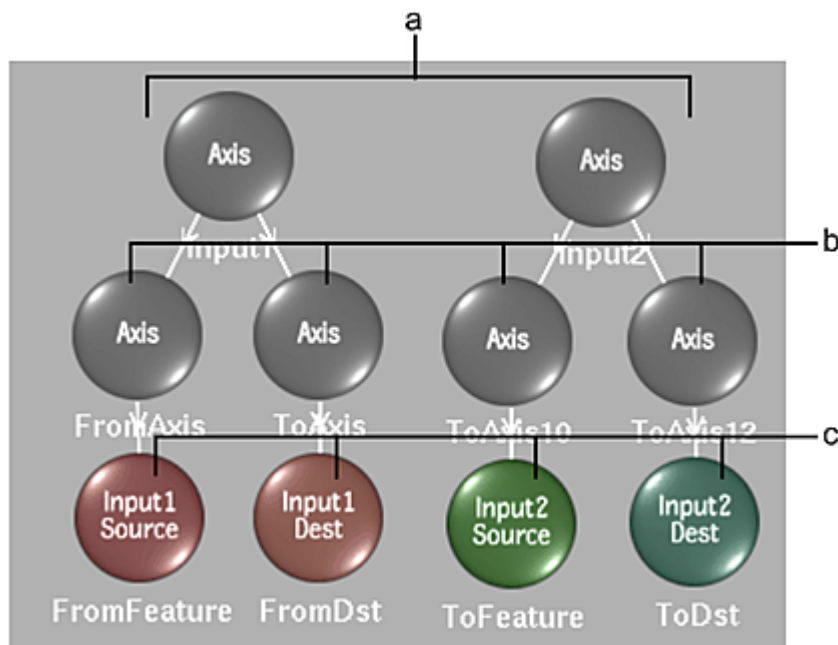 a
Axis
Axis
Input1
Input2
b
Axis
Axis
Axis
Axis
FromAxis
ToAxis
ToAxis10
ToAxis12
c
Input1
Source
Input1
Dest
Input2
Source
Input2
Dest
FromFeature
FromDst
ToFeature
ToDst